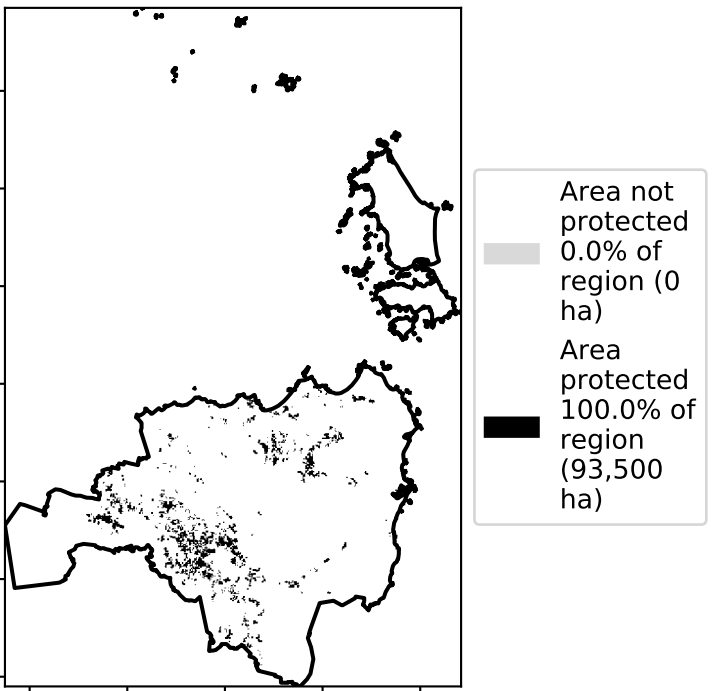 Area not
protected
0.0% of
region (0
ha)
Area
protected
100.0% of
region
(93,500
ha)